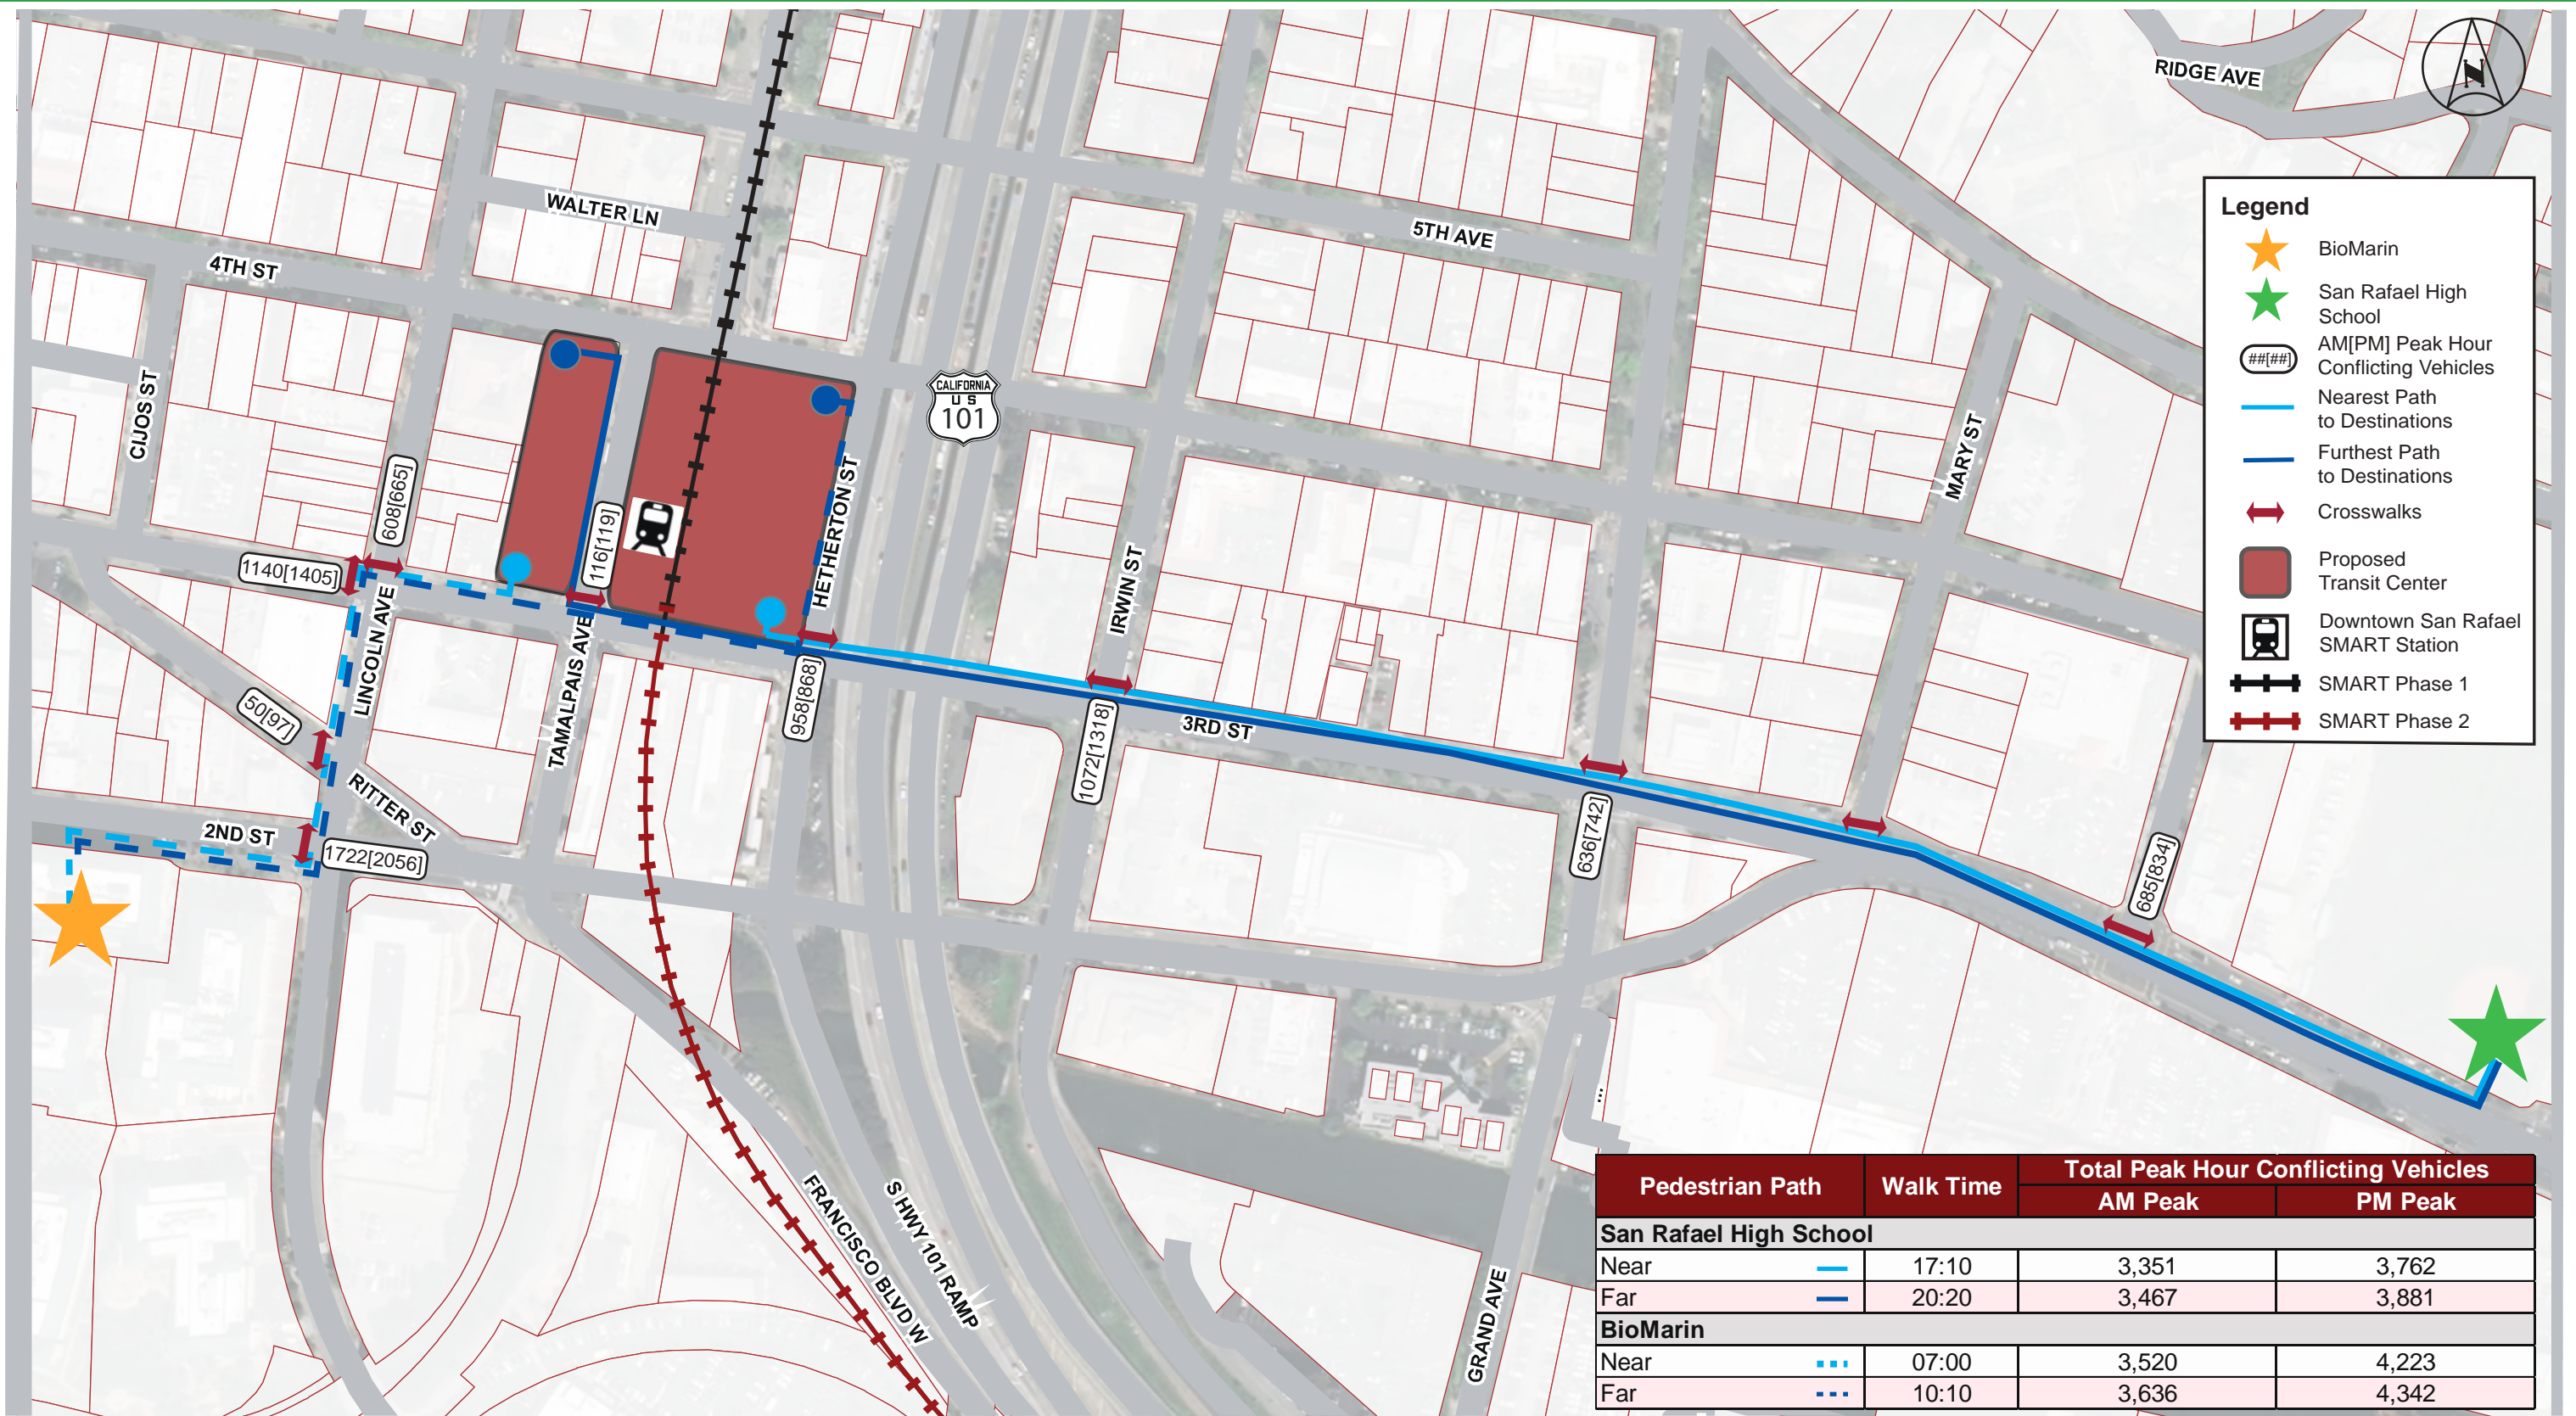 RIDGE AVE
WALTER LN
5TH AVE
4TH ST
CALIFORNIA
U S
101
CIJOS ST
MARY ST
608[665]
116[119]
HETHERTON ST
IRWIN ST
1140[1405]
LINCOLN AVE
TAMALPAIS AVE
958[868]
50[97]
3RD ST
1072[1318]
RITTER ST
2ND ST
1722[2056]
636[742]
685[834]
FRANCISCO BLVD W
S HWY 101 RAMP
GRAND AVE
...
N
Legend
BioMarin
San Rafael High
School
##[##]
AM[PM] Peak Hour
Conflicting Vehicles
Nearest Path
to Destinations
Furthest Path
to Destinations
Crosswalks
Proposed
Transit Center
Downtown San Rafael
SMART Station
SMART Phase 1
SMART Phase 2
Pedestrian Path Walk Time Total Peak Hour Conflicting Vehicles
AM Peak PM Peak
San Rafael High School
Near 17:10 3,351 3,762
Far 20:20 3,467 3,881
BioMarin
Near 07:00 3,520 4,223
Far 10:10 3,636 4,342